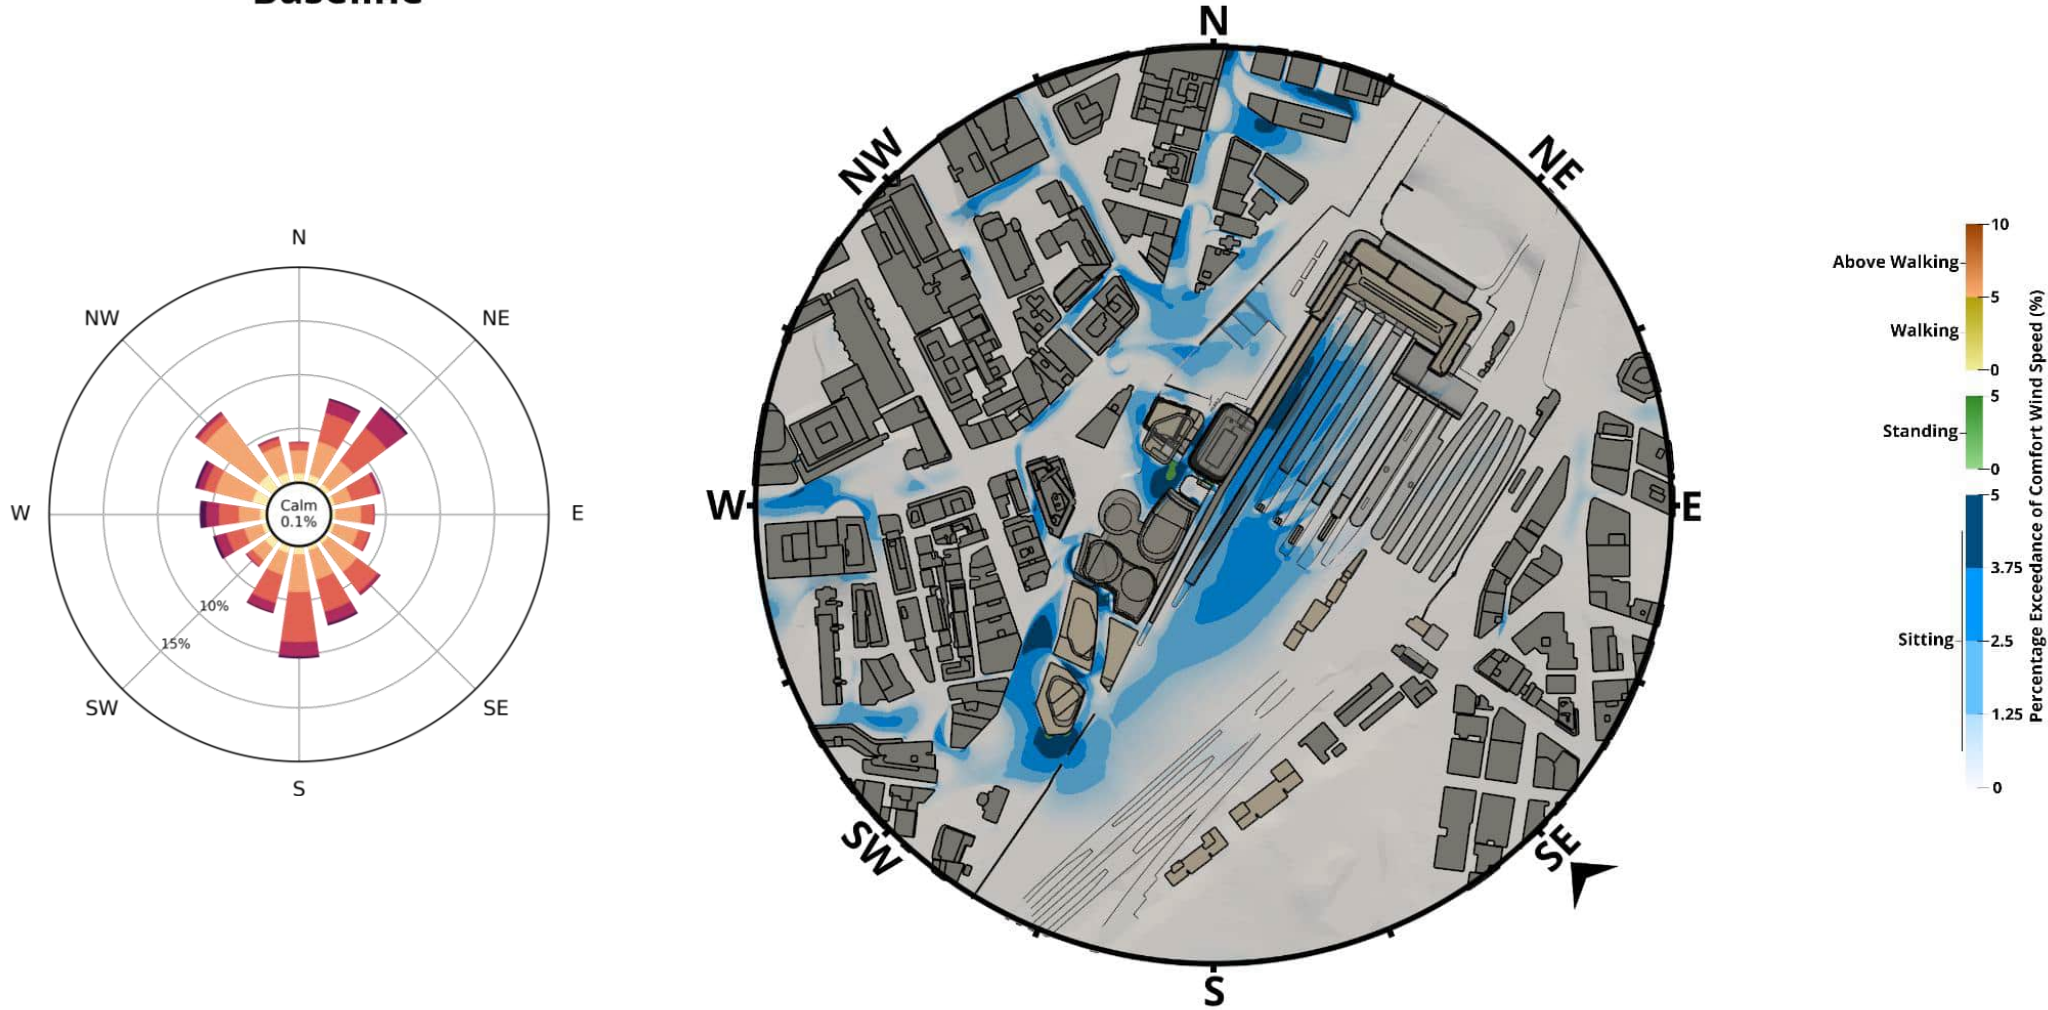 Baseline
N
NW
NE
W
Calm
0.1%
E
10%
15%
SW
SE
S
N
NW
NE
W
E
SW
SE
S
10
Above Walking
5
Walking
0
5
Standing
0
5
3.75
2.5
Sitting
1.25
0
Percentage Exceedance of Comfort Wind Speed (%)